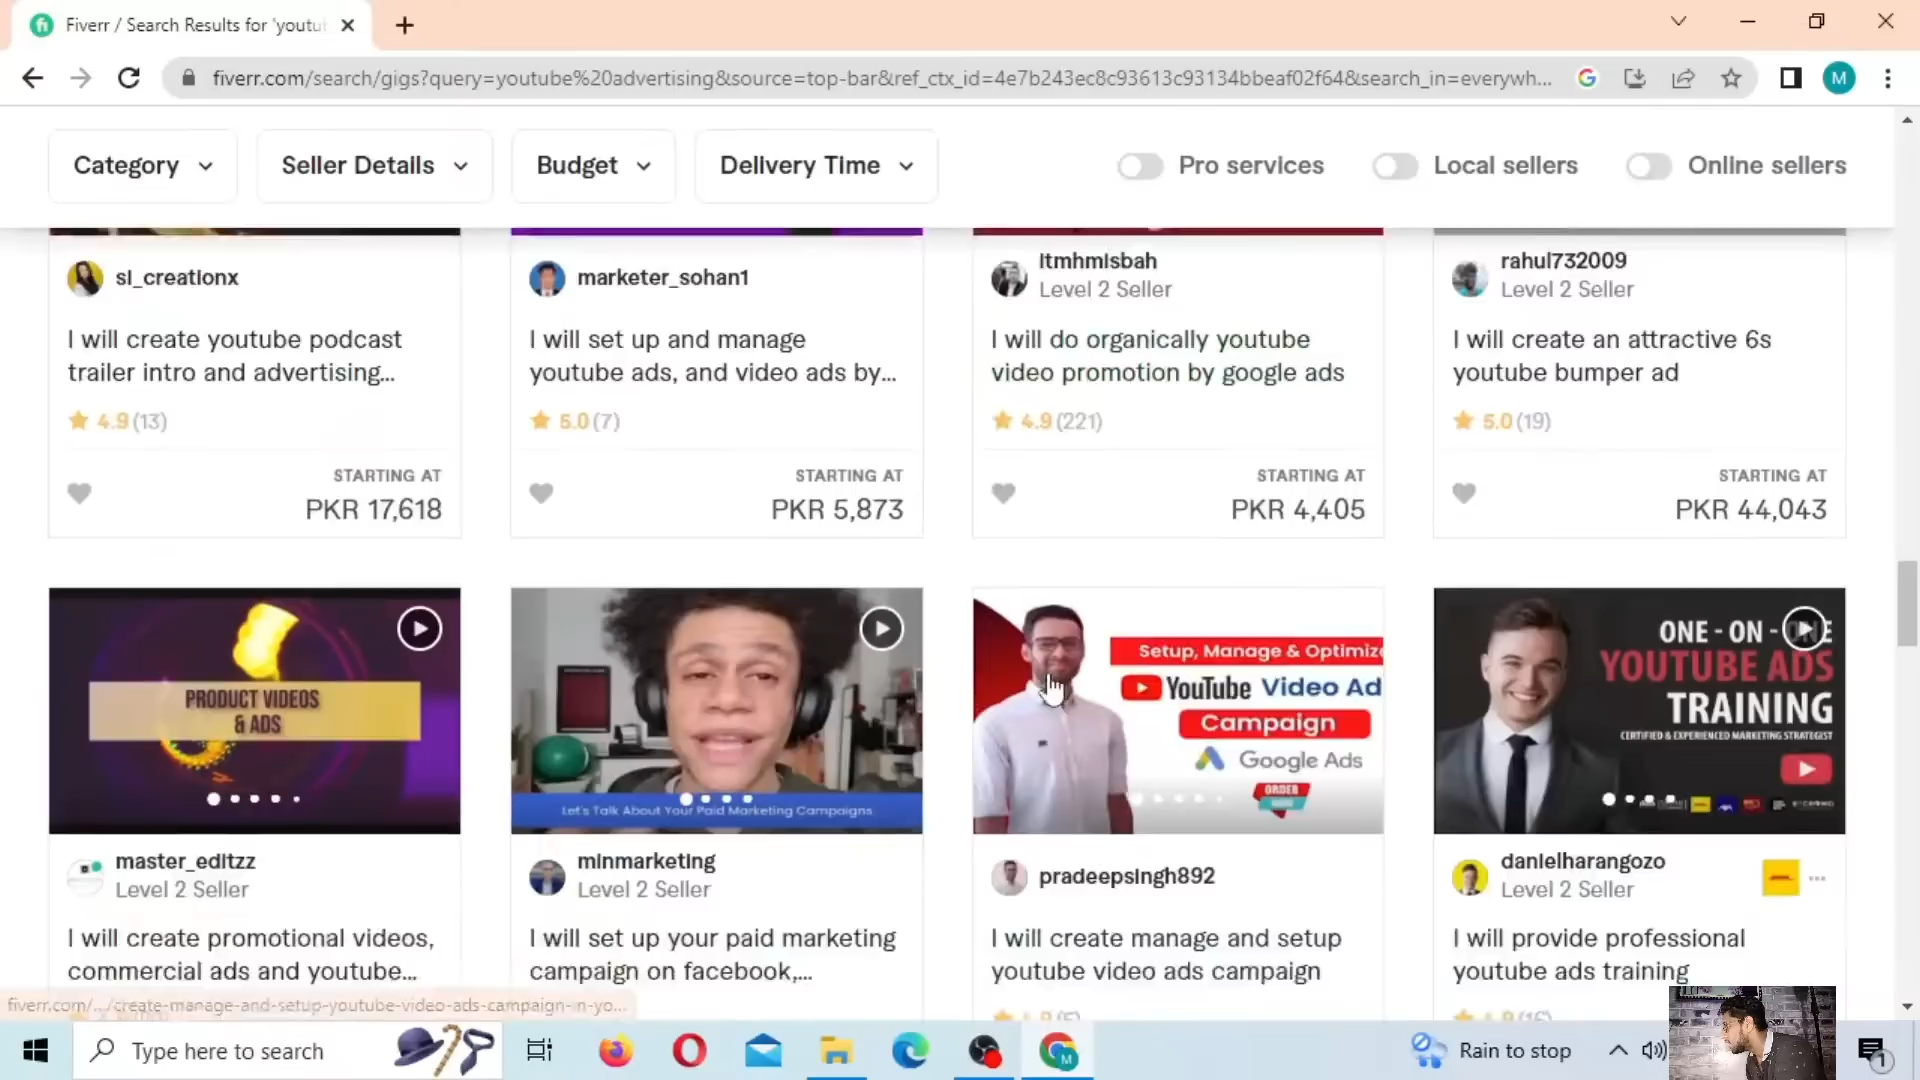 Fiverr / Search Results for 'youtu
fiverr.com/search/gigs?query=youtube%20advertising&source=top-bar&ref_ctx_id=4e7b243ec8c93613c93134bbeaf02f64&search_in=everywh...
M
Category
Seller Details
Budget
Delivery Time
Pro services
Local sellers
Online sellers
sl_creationx
I will create youtube podcast
trailer intro and advertising...
4.9 (13)
STARTING AT
PKR 17,618
marketer_sohan1
I will set up and manage
youtube ads, and video ads by...
5.0 (7)
STARTING AT
PKR 5,873
itmhmisbah
Level 2 Seller
I will do organically youtube
video promotion by google ads
4.9 (221)
STARTING AT
PKR 4,405
rahul732009
Level 2 Seller
I will create an attractive 6s
youtube bumper ad
5.0 (19)
STARTING AT
PKR 44,043
PRODUCT VIDEOS
& ADS
master_editzz
Level 2 Seller
I will create promotional videos,
commercial ads and youtube...
Let's Talk About Your Paid Marketing Campaigns
minmarketing
Level 2 Seller
I will set up your paid marketing
campaign on facebook,...
Setup, Manage & Optimize
YouTube Video Ad
Campaign
Google Ads
ORDER
pradeepsingh892
I will create manage and setup
youtube video ads campaign
ONE - ON - ONE
YOUTUBE ADS
TRAINING
CERTIFIED & EXPERIENCED MARKETING STRATEGIST
danielharangozo
Level 2 Seller
I will provide professional
youtube ads training
fiverr.com/.../create-manage-and-setup-youtube-video-ads-campaign-in-yo...
Type here to search
M
Rain to stop
1